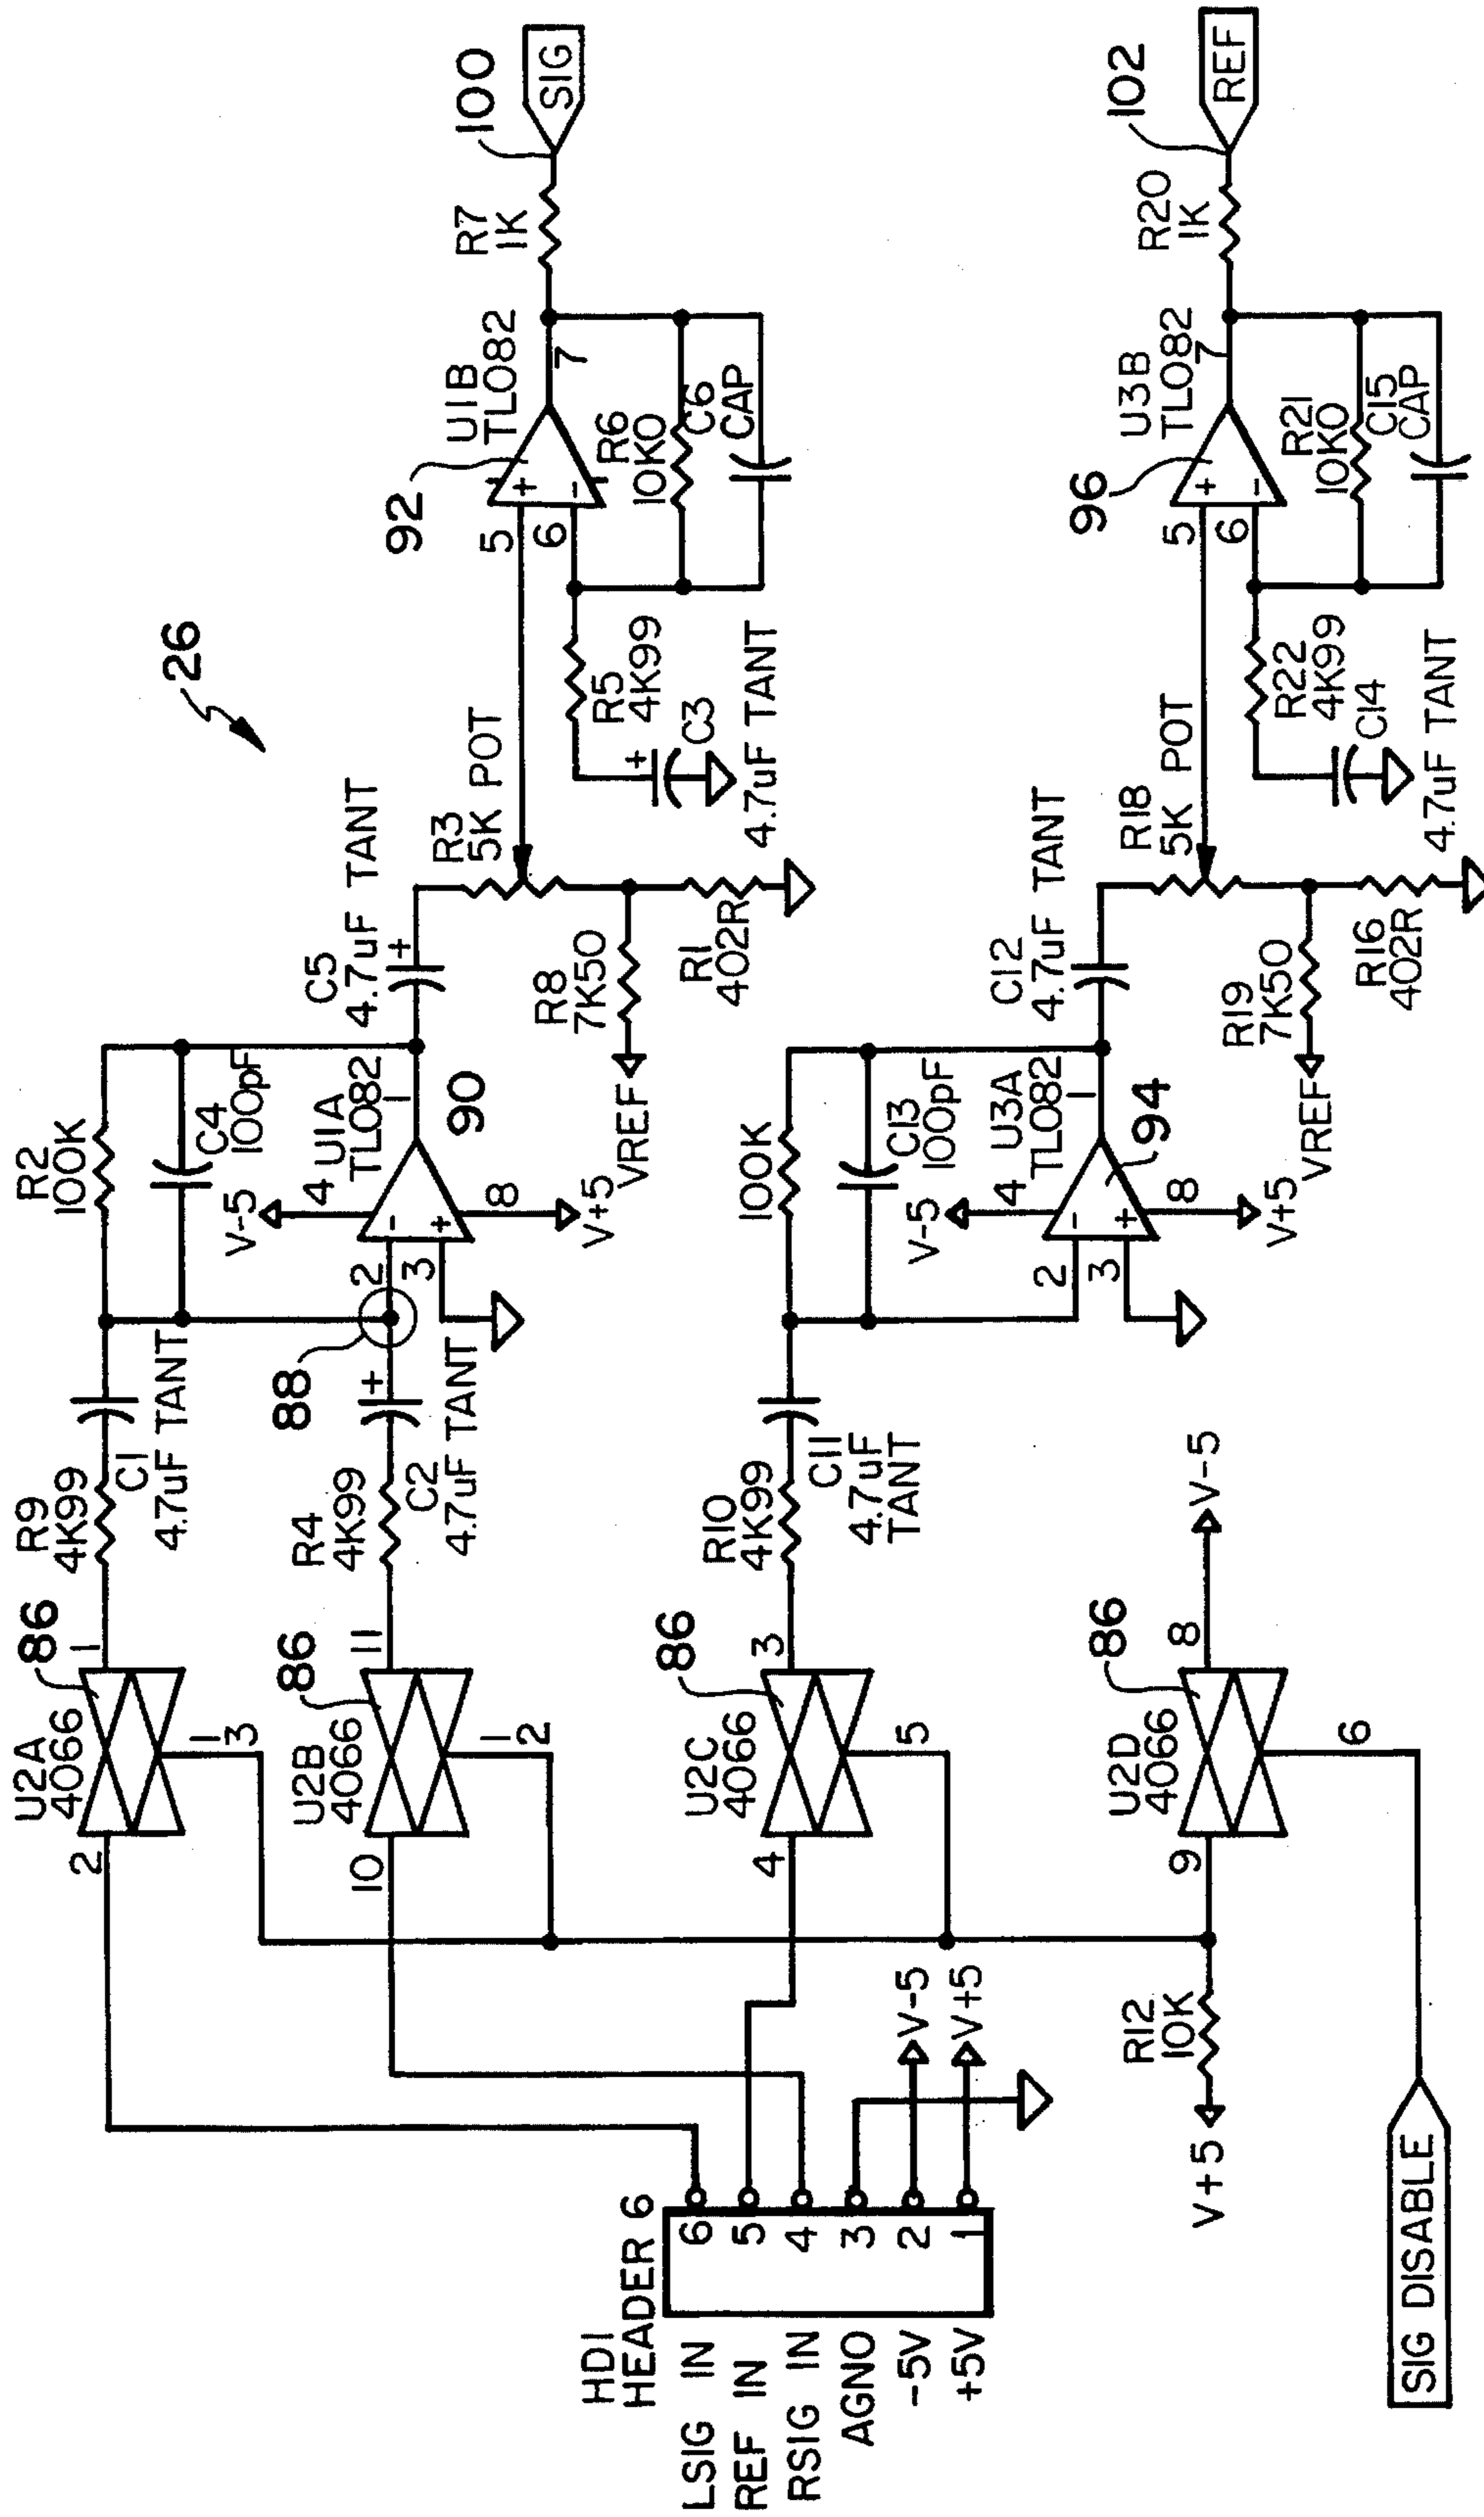 26
HD1
HEADER 6
LSIG IN
REF IN
RSIG IN
AGNO
-5V
+5V
6
5
4
3
2
1
V-5
V+5
SIG DISABLE
V+5
R12
10K
U2A
4066
86
2
1
1
3
U2B
4066
86
10
11
1
2
U2C
4066
86
4
3
5
U2D
4066
86
9
8
6
V-5
R9
4K99
C1
4.7uF TANT
R4
4K99
C2
4.7uF TANT
+
88
R10
4K99
C11
4.7uF
TANT
R2
100K
C4
100pF
V-5
4
U1A
TL082
2
3
-
+
1
8
V+5
90
100K
C13
100pF
V-5
4
U3A
TL082
2
3
-
+
1
8
V+5
94
C5
4.7uF TANT
+
R3
5K POT
R8
7K50
VREF
R1
402R
C12
4.7uF TANT
R18
5K POT
R19
7K50
VREF
R16
402R
92
U1B
TL082
5
6
+
-
7
R5
4K99
+
C3
4.7uF TANT
R6
10K0
C6
CAP
R7
1K
100
SIG
96
U3B
TL082
5
6
+
-
7
R22
4K99
C14
4.7uF TANT
R21
10K0
C15
CAP
R20
1K
102
REF